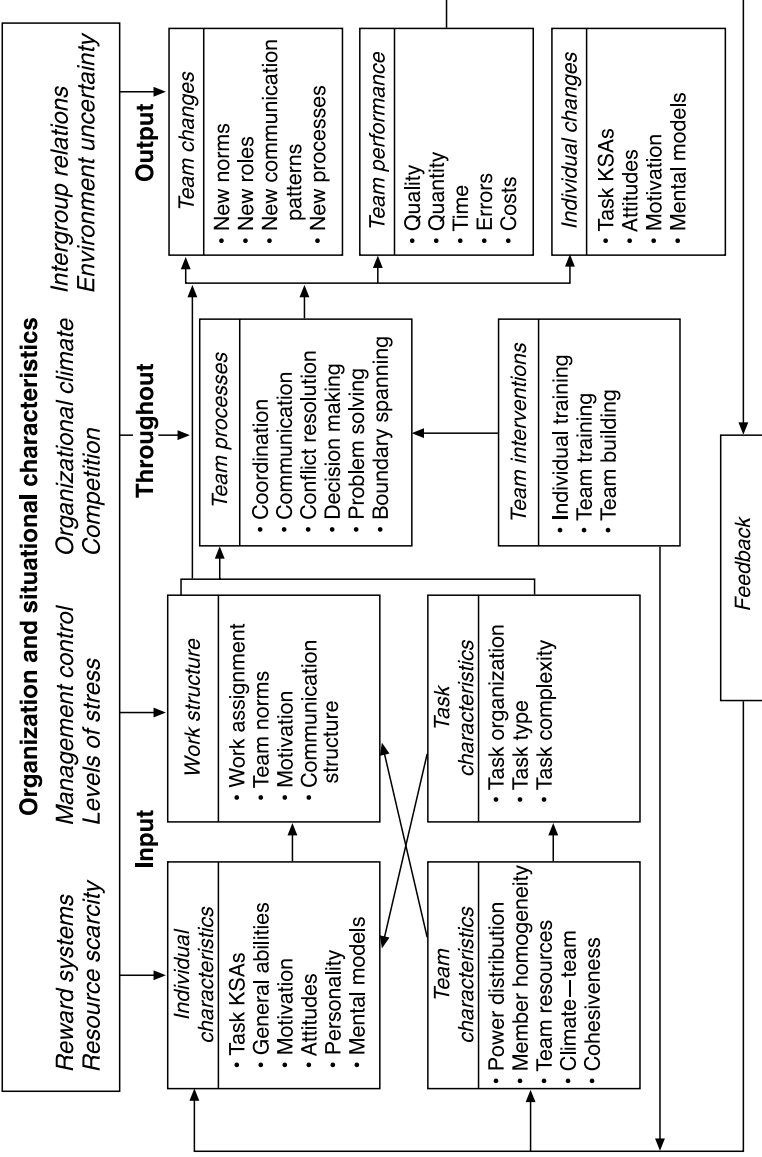 Organization and situational characteristics
Reward systems
Resource scarcity
Management control
Levels of stress
Organizational climate
Competition
Intergroup relations
Environment uncertainty
Input
Throughout
Output
Individual
characteristics
• Task KSAs
• General abilities
• Motivation
• Attitudes
• Personality
• Mental models
Work structure
• Work assignment
• Team norms
• Motivation
• Communication
structure
Team processes
• Coordination
• Communication
• Conflict resolution
• Decision making
• Problem solving
• Boundary spanning
Team changes
• New norms
• New roles
• New communication
patterns
• New processes
Team performance
• Quality
• Quantity
• Time
• Errors
• Costs
Team
characteristics
• Power distribution
• Member homogeneity
• Team resources
• Climate—team
• Cohesiveness
Task
characteristics
• Task organization
• Task type
• Task complexity
Team interventions
• Individual training
• Team training
• Team building
Individual changes
• Task KSAs
• Attitudes
• Motivation
• Mental models
Feedback